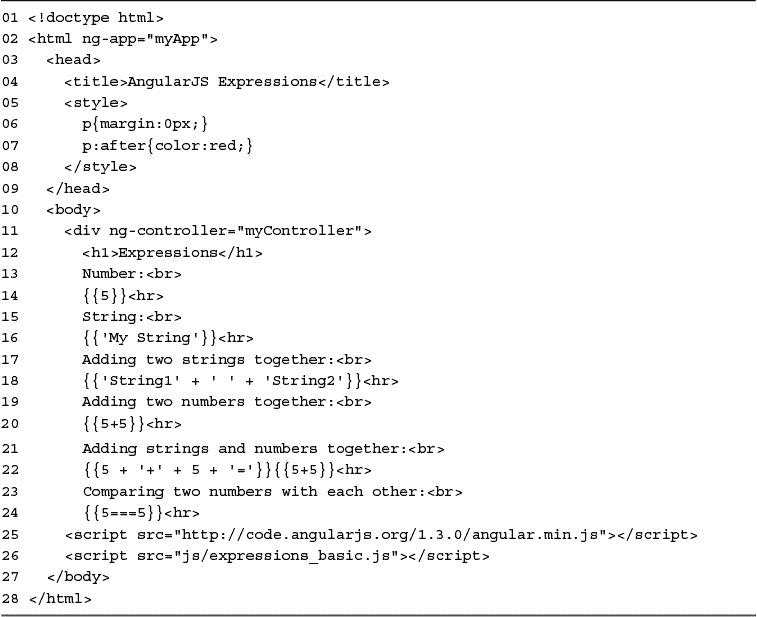 01 <!doctype html>
02 <html ng-app="myApp">
03   <head>
04     <title>AngularJS Expressions</title>
05     <style>
06       p{margin:0px;}
07       p:after{color:red;}
08     </style>
09   </head>
10   <body>
11     <div ng-controller="myController">
12       <h1>Expressions</h1>
13       Number:<br>
14       {{5}}<hr>
15       String:<br>
16       {{'My String'}}<hr>
17       Adding two strings together:<br>
18       {{'String1' + ' ' + 'String2'}}<hr>
19       Adding two numbers together:<br>
20       {{5+5}}<hr>
21       Adding strings and numbers together:<br>
22       {{5 + '+' + 5 + '='}}{{5+5}}<hr>
23       Comparing two numbers with each other:<br>
24       {{5===5}}<hr>
25     <script src="http://code.angularjs.org/1.3.0/angular.min.js"></script>
26     <script src="js/expressions_basic.js"></script>
27   </body>
28 </html>